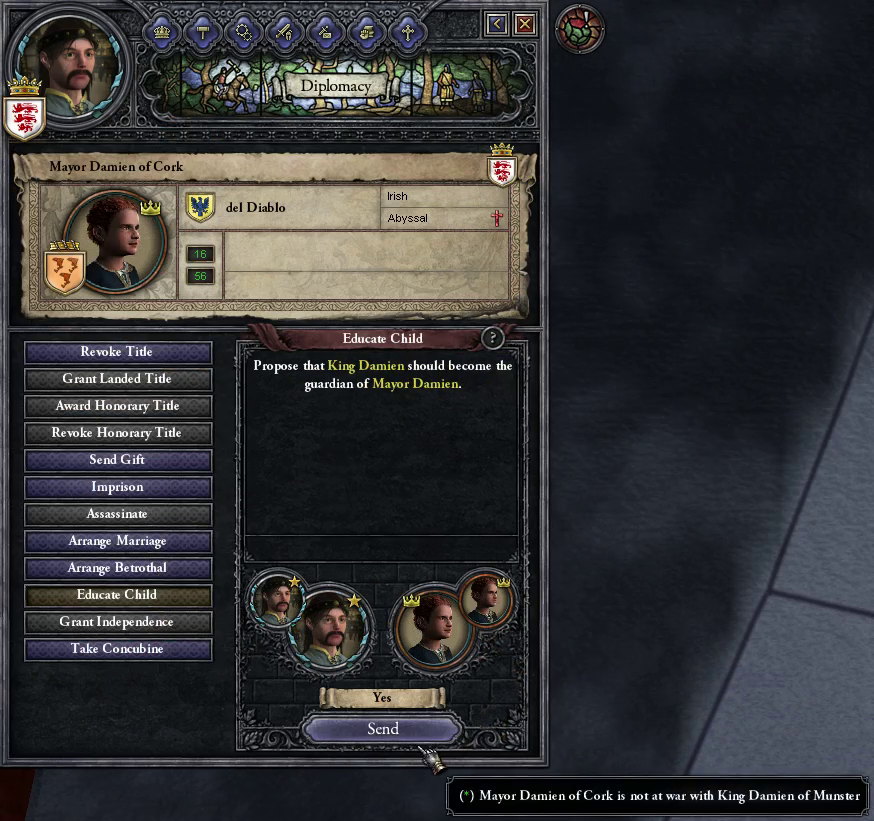 Diplomacy
Mayor Damien of Cork
del Diablo
Irish
Abyssal
16
56
Revoke Title
Grant Landed Title
Award Honorary Title
Revoke Honorary Title
Send Gift
Imprison
Assassinate
Arrange Marriage
Arrange Betrothal
Educate Child
Grant Independence
Take Concubine
Educate Child
?
Propose that King Damien should become the
guardian of Mayor Damien.
Yes
Send
(*) Mayor Damien of Cork is not at war with King Damien of Munster